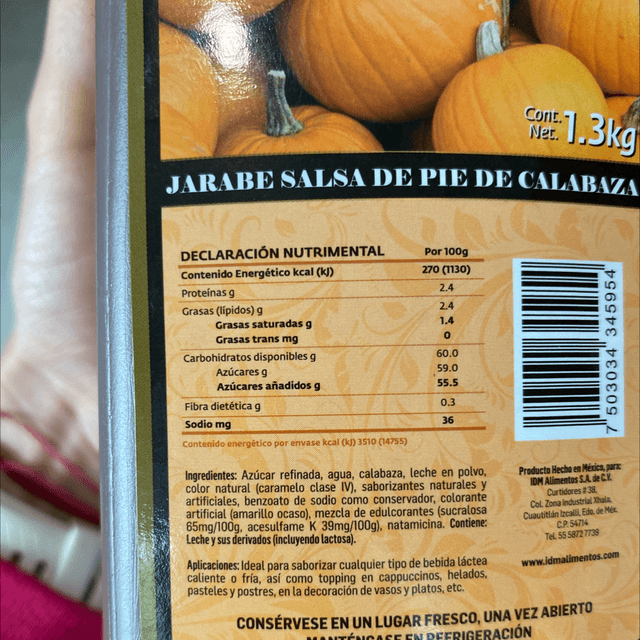 Cont. Net. 1.3kg
JARABE SALSA DE PIE DE CALABAZA
DECLARACIÓN NUTRIMENTAL Por 100g
Contenido Energético kcal (kJ) 270 (1130)
Proteínas g 2.4
Grasas (lípidos) g 2.4
Grasas saturadas g 1.4
Grasas trans mg 0
Carbohidratos disponibles g 60.0
Azúcares g 59.0
Azúcares añadidos g 55.5
Fibra dietética g 0.3
Sodio mg 36
Contenido energético por envase kcal (kJ) 3510 (14755)
Ingredientes: Azúcar refinada, agua, calabaza, leche en polvo,
color natural (caramelo clase IV), saborizantes naturales y
artificiales, benzoato de sodio como conservador, colorante
artificial (amarillo ocaso), mezcla de edulcorantes (sucralosa
65mg/100g, acesulfame K 39mg/100g), natamicina. Contiene:
Leche y sus derivados (incluyendo lactosa).
Aplicaciones: Ideal para saborizar cualquier tipo de bebida láctea
caliente o fría, así como topping en cappuccinos, helados,
pasteles y postres, en la decoración de vasos y platos, etc.
7 503034 345954
Producto Hecho en México, para:
IDM Alimentos S.A. de C.V.
Curtidores # 38,
Col. Zona Industrial Xhala,
Cuautitlán Izcalli, Edo. de Méx.
C.P. 54714
Tel. 55 5872 7739
www.idmalimentos.com
CONSÉRVESE EN UN LUGAR FRESCO, UNA VEZ ABIERTO
MANTÉNGASE EN REFRIGERACIÓN